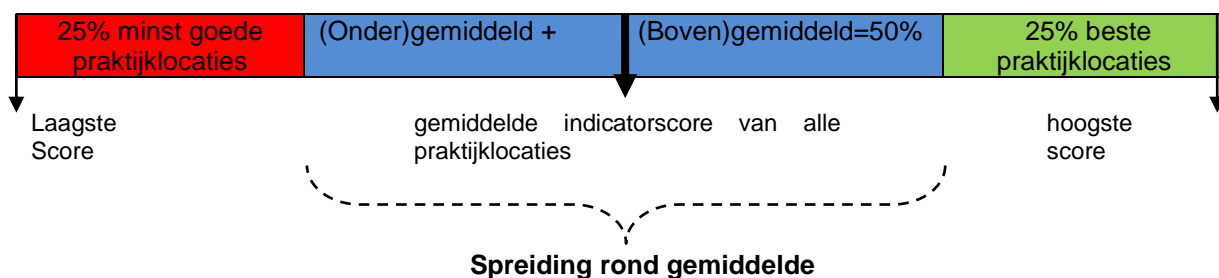 25% minst goede
praktijklocaties
(Onder)gemiddeld +
(Boven)gemiddeld=50%
25% beste
praktijklocaties
Laagste
Score
gemiddelde indicatorscore van alle
praktijklocaties
hoogste
score
Spreiding rond gemiddelde